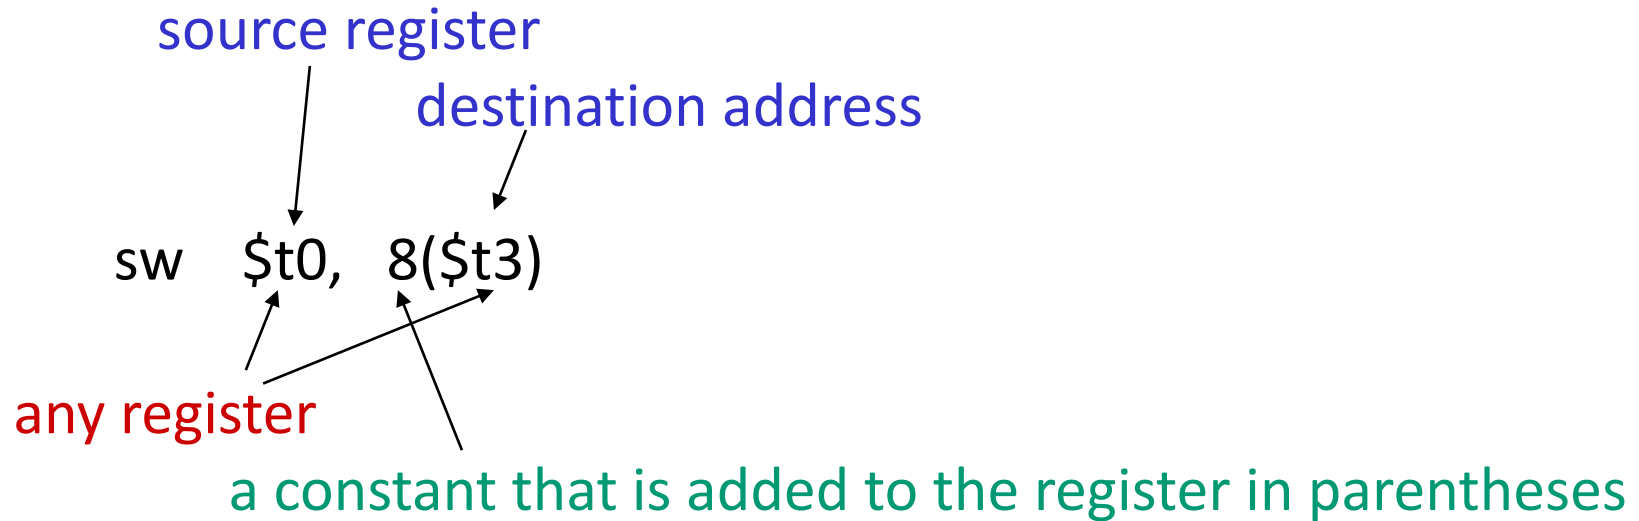 source register
destination address
sw $t0, 8($t3)
any register
a constant that is added to the register in parentheses